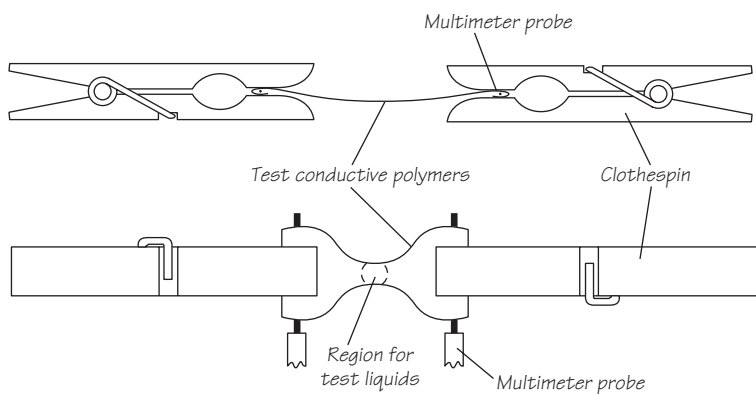 Multimeter probe
Test conductive polymers
Clothespin
Region for
test liquids
Multimeter probe